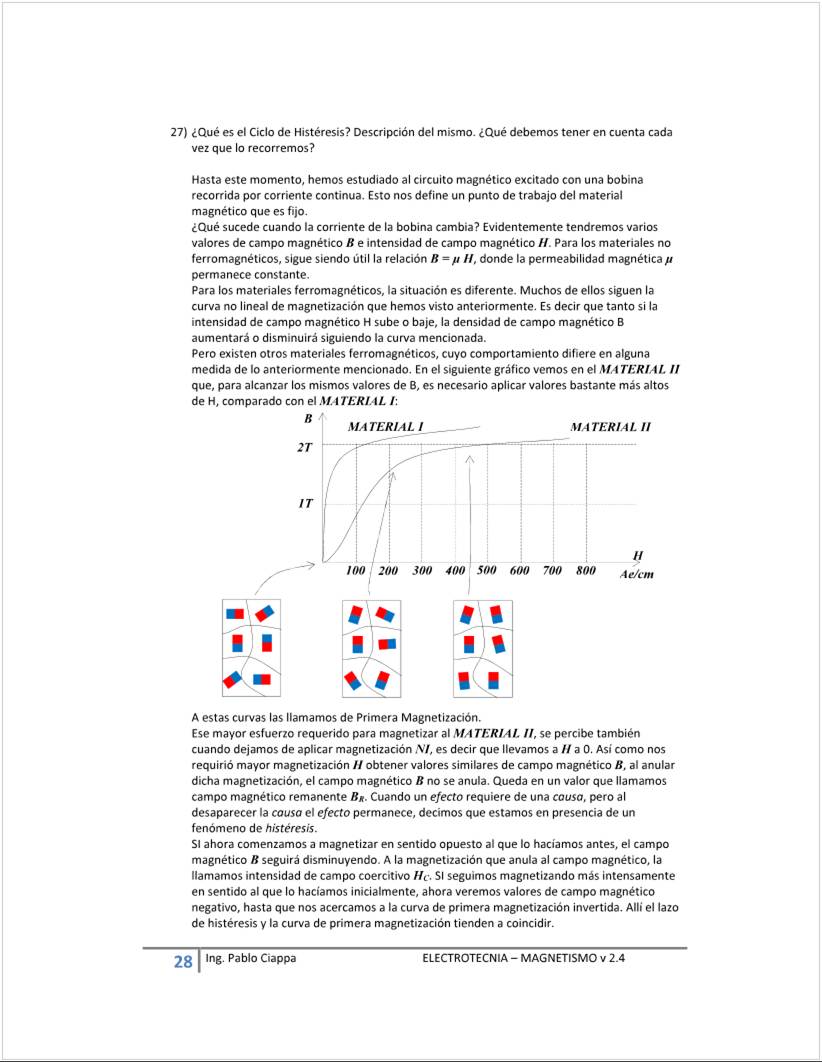 27) ¿Qué es el Ciclo de Histéresis? Descripción del mismo. ¿Qué debemos tener en cuenta cada
vez que lo recorremos?
Hasta este momento, hemos estudiado al circuito magnético excitado con una bobina
recorrida por corriente continua. Esto nos define un punto de trabajo del material
magnético que es fijo.
¿Qué sucede cuando la corriente de la bobina cambia? Evidentemente tendremos varios
valores de campo magnético B e intensidad de campo magnético H. Para los materiales no
ferromagnéticos, sigue siendo útil la relación B = μ H, donde la permeabilidad magnética μ
permanece constante.
Para los materiales ferromagnéticos, la situación es diferente. Muchos de ellos siguen la
curva no lineal de magnetización que hemos visto anteriormente. Es decir que tanto si la
intensidad de campo magnético H sube o baje, la densidad de campo magnético B
aumentará o disminuirá siguiendo la curva mencionada.
Pero existen otros materiales ferromagnéticos, cuyo comportamiento difiere en alguna
medida de lo anteriormente mencionado. En el siguiente gráfico vemos en el MATERIAL II
que, para alcanzar los mismos valores de B, es necesario aplicar valores bastante más altos
de H, comparado con el MATERIAL I:
B
MATERIAL I
MATERIAL II
2T
1T
H
100 200 300 400 500 600 700 800
Ae/cm
A estas curvas las llamamos de Primera Magnetización.
Ese mayor esfuerzo requerido para magnetizar al MATERIAL II, se percibe también
cuando dejamos de aplicar magnetización NI, es decir que llevamos a H a 0. Así como nos
requirió mayor magnetización H obtener valores similares de campo magnético B, al anular
dicha magnetización, el campo magnético B no se anula. Queda en un valor que llamamos
campo magnético remanente BR. Cuando un efecto requiere de una causa, pero al
desaparecer la causa el efecto permanece, decimos que estamos en presencia de un
fenómeno de histéresis.
SI ahora comenzamos a magnetizar en sentido opuesto al que lo hacíamos antes, el campo
magnético B seguirá disminuyendo. A la magnetización que anula al campo magnético, la
llamamos intensidad de campo coercitivo HC. SI seguimos magnetizando más intensamente
en sentido al que lo hacíamos inicialmente, ahora veremos valores de campo magnético
negativo, hasta que nos acercamos a la curva de primera magnetización invertida. Allí el lazo
de histéresis y la curva de primera magnetización tienden a coincidir.
28 Ing. Pablo Ciappa ELECTROTECNIA – MAGNETISMO v 2.4